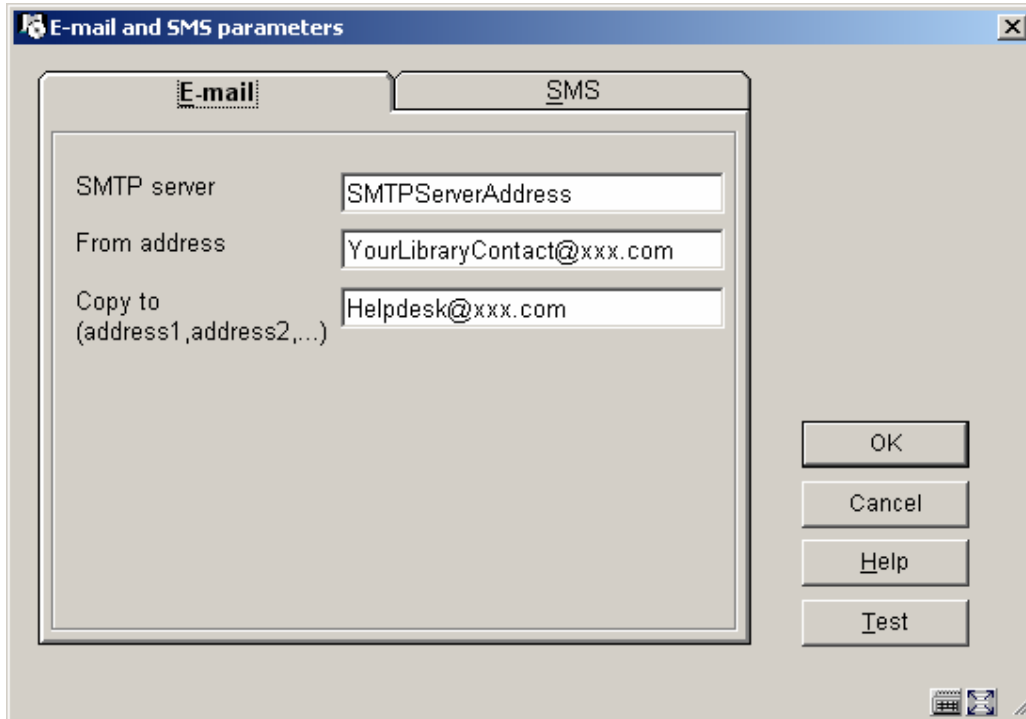 E-mail and SMS parameters
E-mail
SMS
SMTP server
SMTPServerAddress
From address
YourLibraryContact@xxx.com
Copy to
(address1,address2,...)
Helpdesk@xxx.com
OK
Cancel
Help
Test